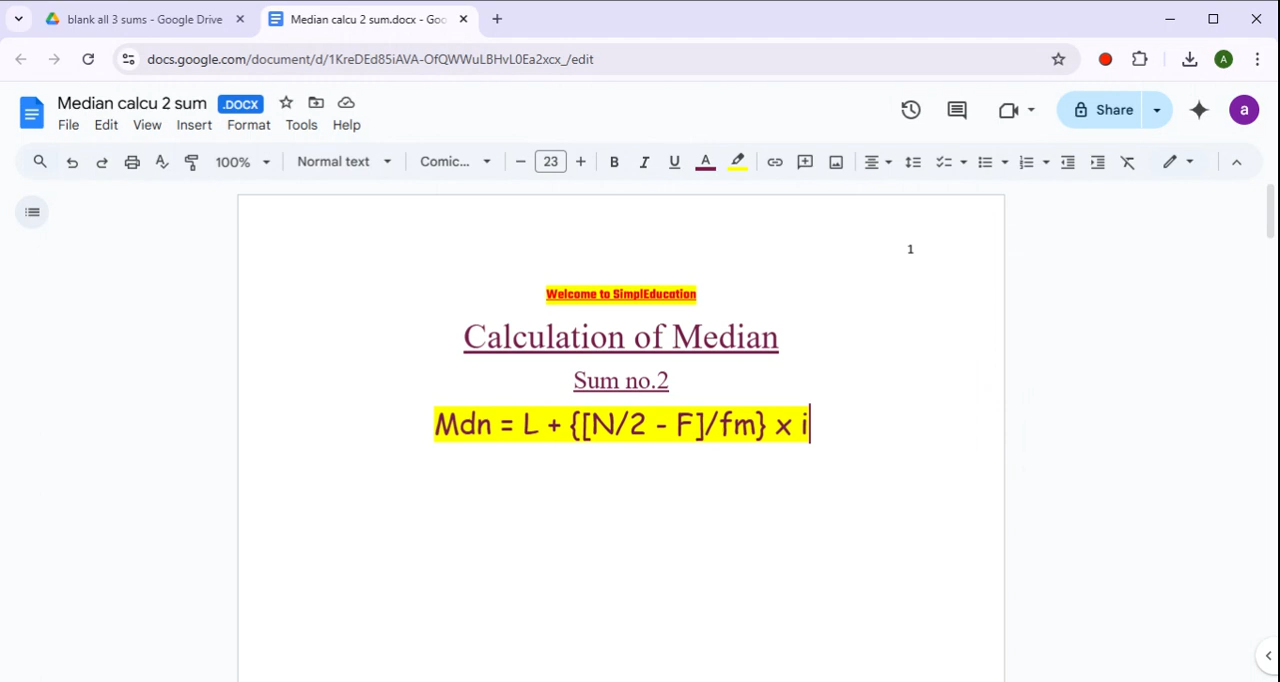 blank all 3 sums - Google Drive
Median calcu 2 sum.docx - Goo
docs.google.com/document/d/1KreDEd85iAVA-OfQWWuLBHvL0Ea2xcx_/edit
A
Median calcu 2 sum .DOCX
Share
a
File Edit View Insert Format Tools Help
100% Normal text Comic... 23 B I U A
1
Welcome to SimplEducation
Calculation of Median
Sum no.2
Mdn = L + {[N/2 - F]/fm} x i